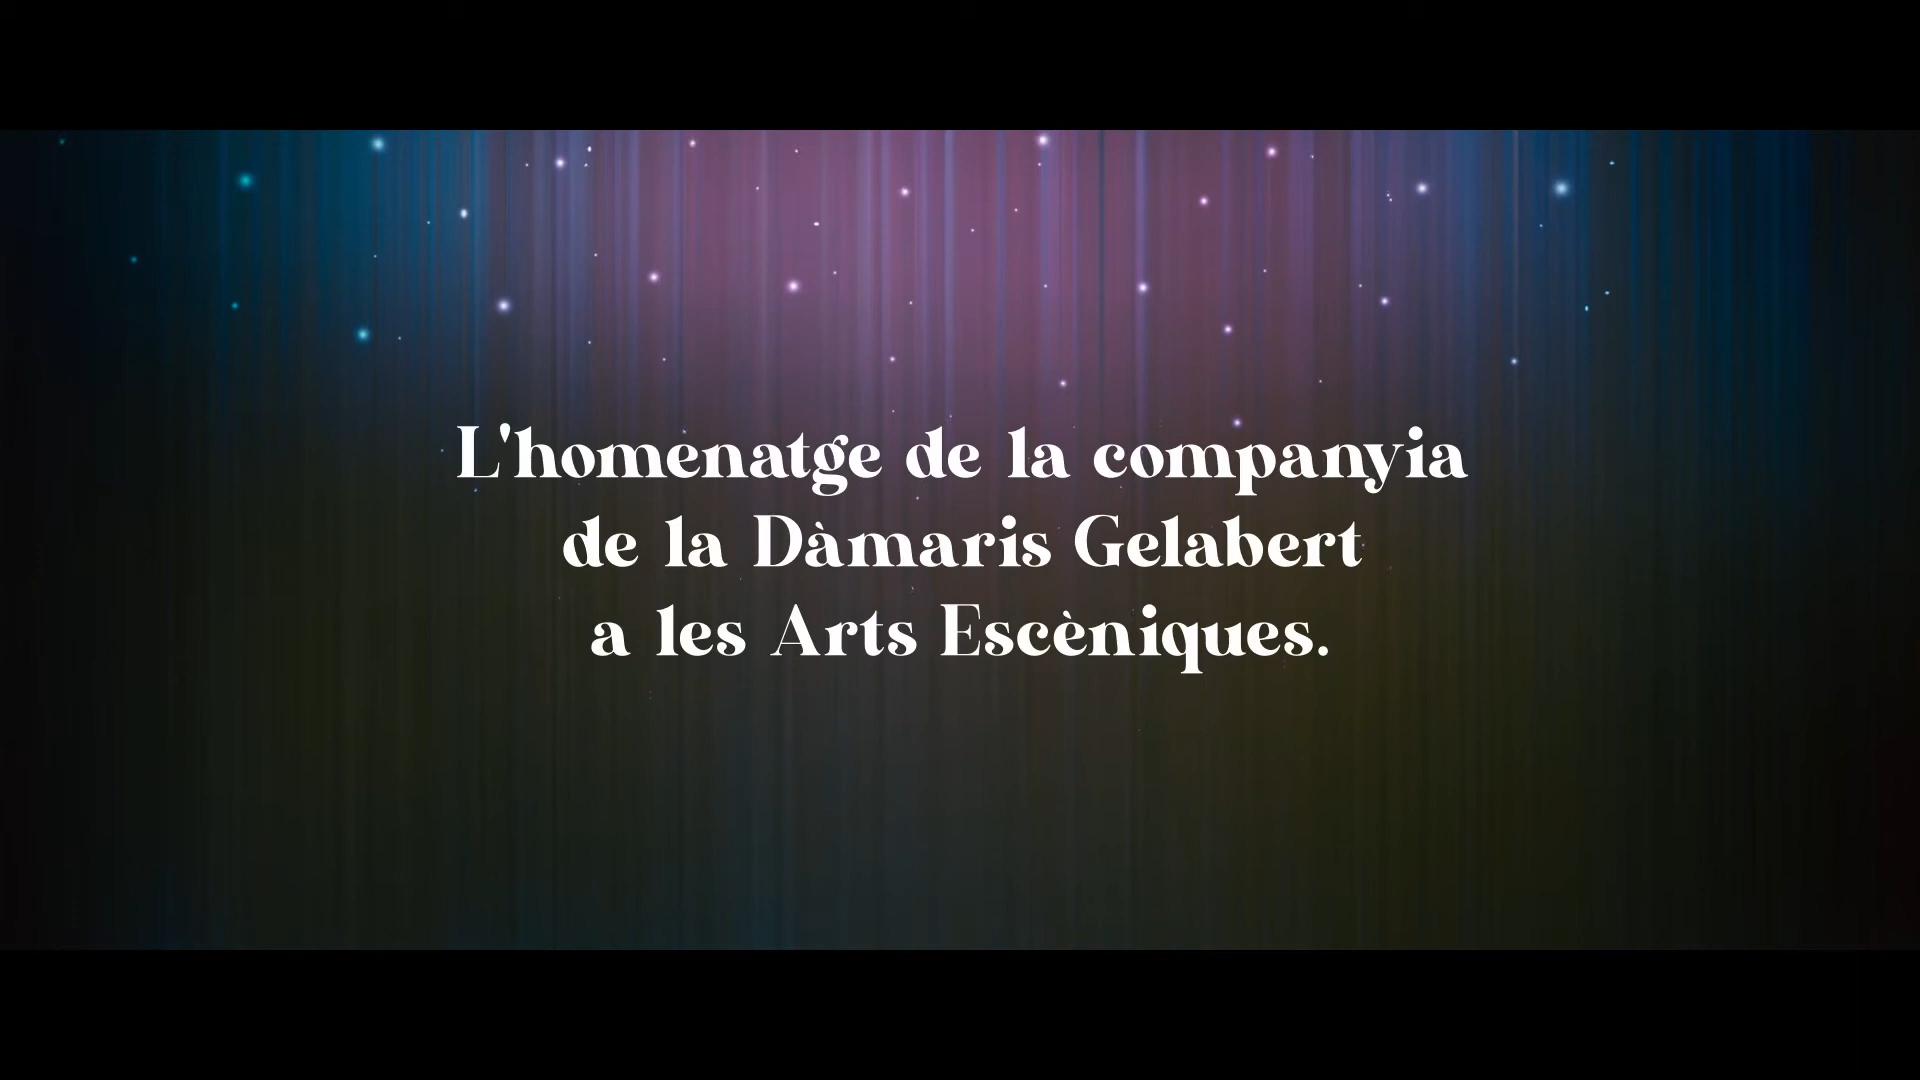 L'homenatge de la companyia
de la Dàmaris Gelabert
a les Arts Escèniques.